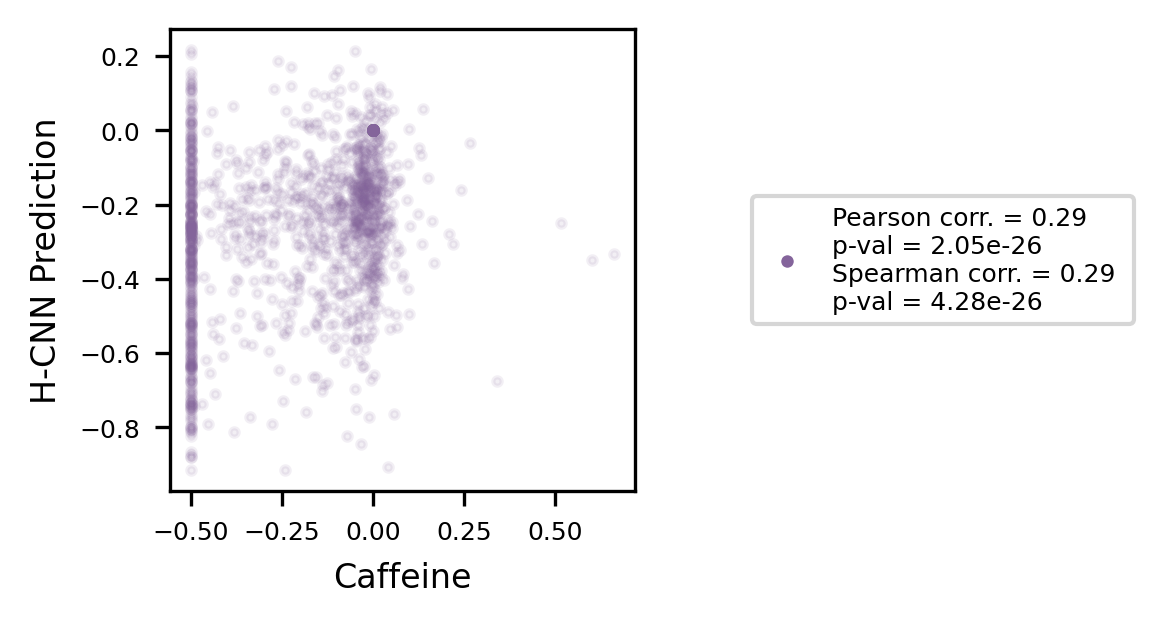 0.2
0.0
−0.2
−0.4
−0.6
−0.8
H-CNN Prediction
−0.50 −0.25 0.00 0.25 0.50
Caffeine
Pearson corr. = 0.29
p-val = 2.05e-26
Spearman corr. = 0.29
p-val = 4.28e-26